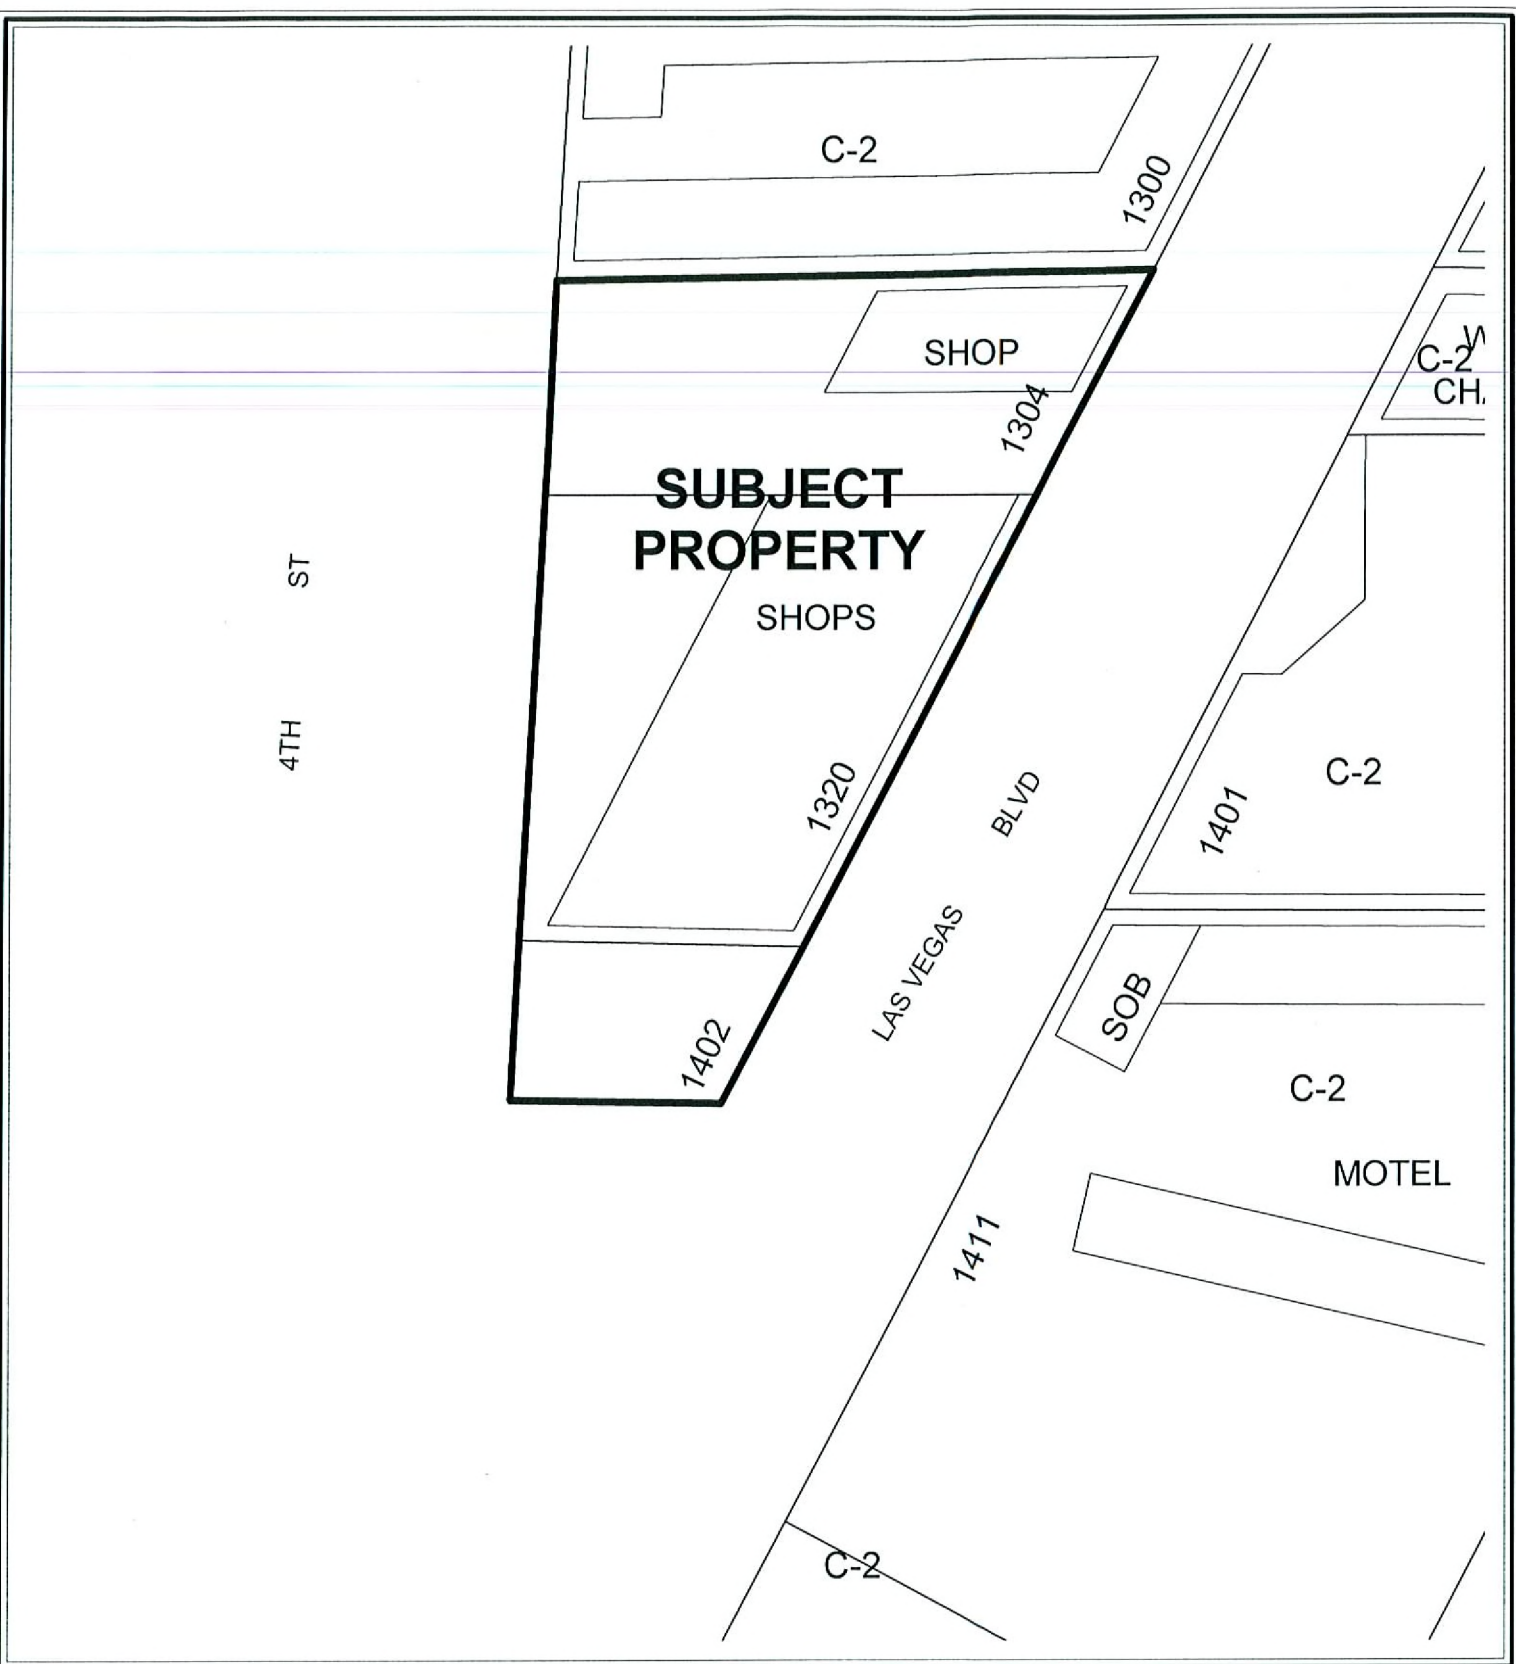 C-2
1300
SHOP
1304
C-2
SUBJECT
PROPERTY
SHOPS
ST
4TH
1320
BLVD
LAS VEGAS
1401
C-2
1402
SOB
C-2
MOTEL
1411
C-2